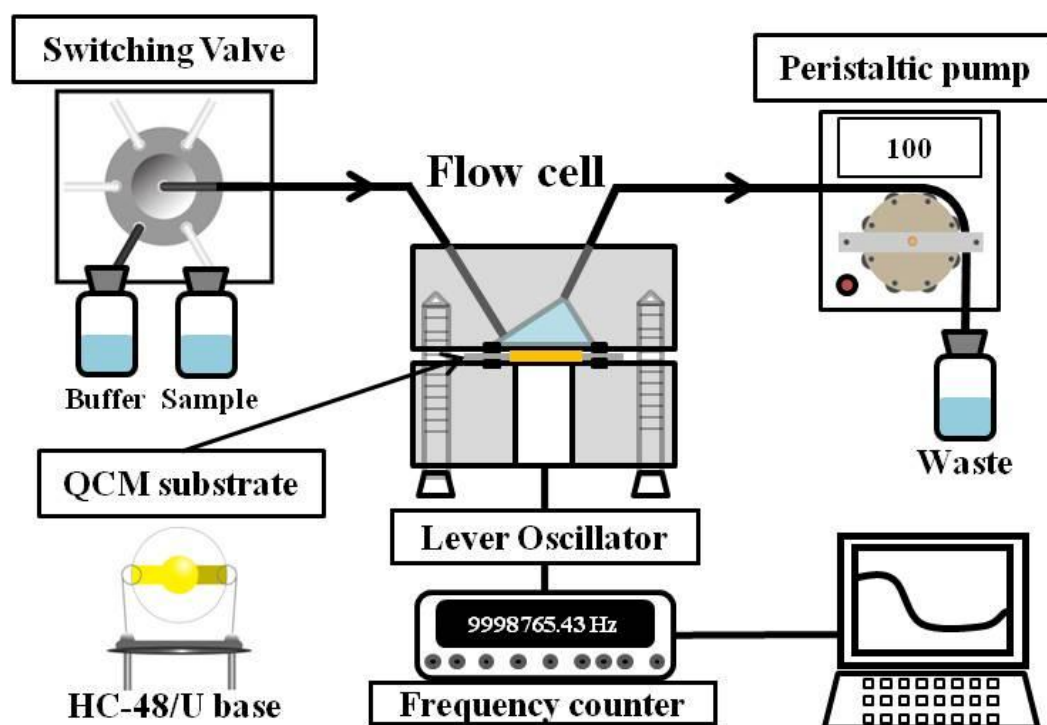 Switching Valve
Peristaltic pump
100
Flow cell
Buffer
Sample
Waste
QCM substrate
Lever Oscillator
9998765.43 Hz
HC-48/U base
Frequency counter